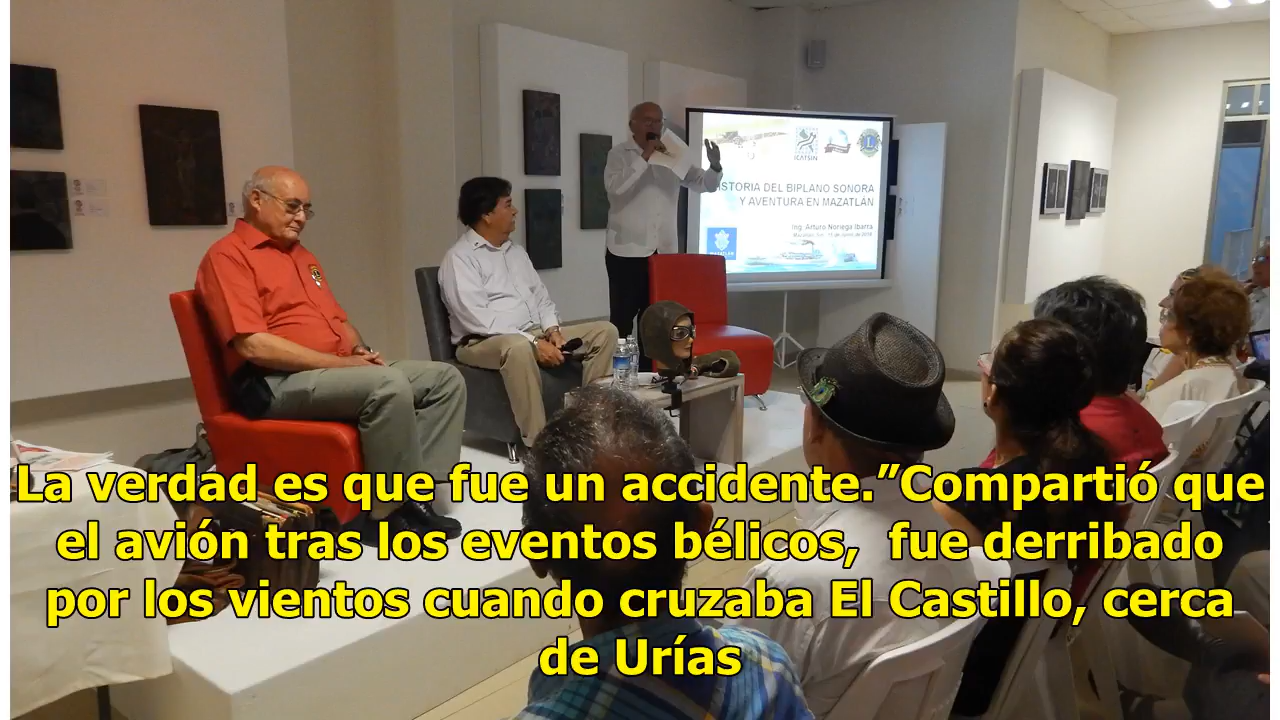 ICATSIN
HISTORIA DEL BIPLANO SONORA
Y AVENTURA EN MAZATLÁN
Ing. Arturo Noriega Ibarra
MAZATLÁN
La verdad es que fue un accidente.”Compartió que
el avión tras los eventos bélicos,  fue derribado
por los vientos cuando cruzaba El Castillo, cerca
de Urías